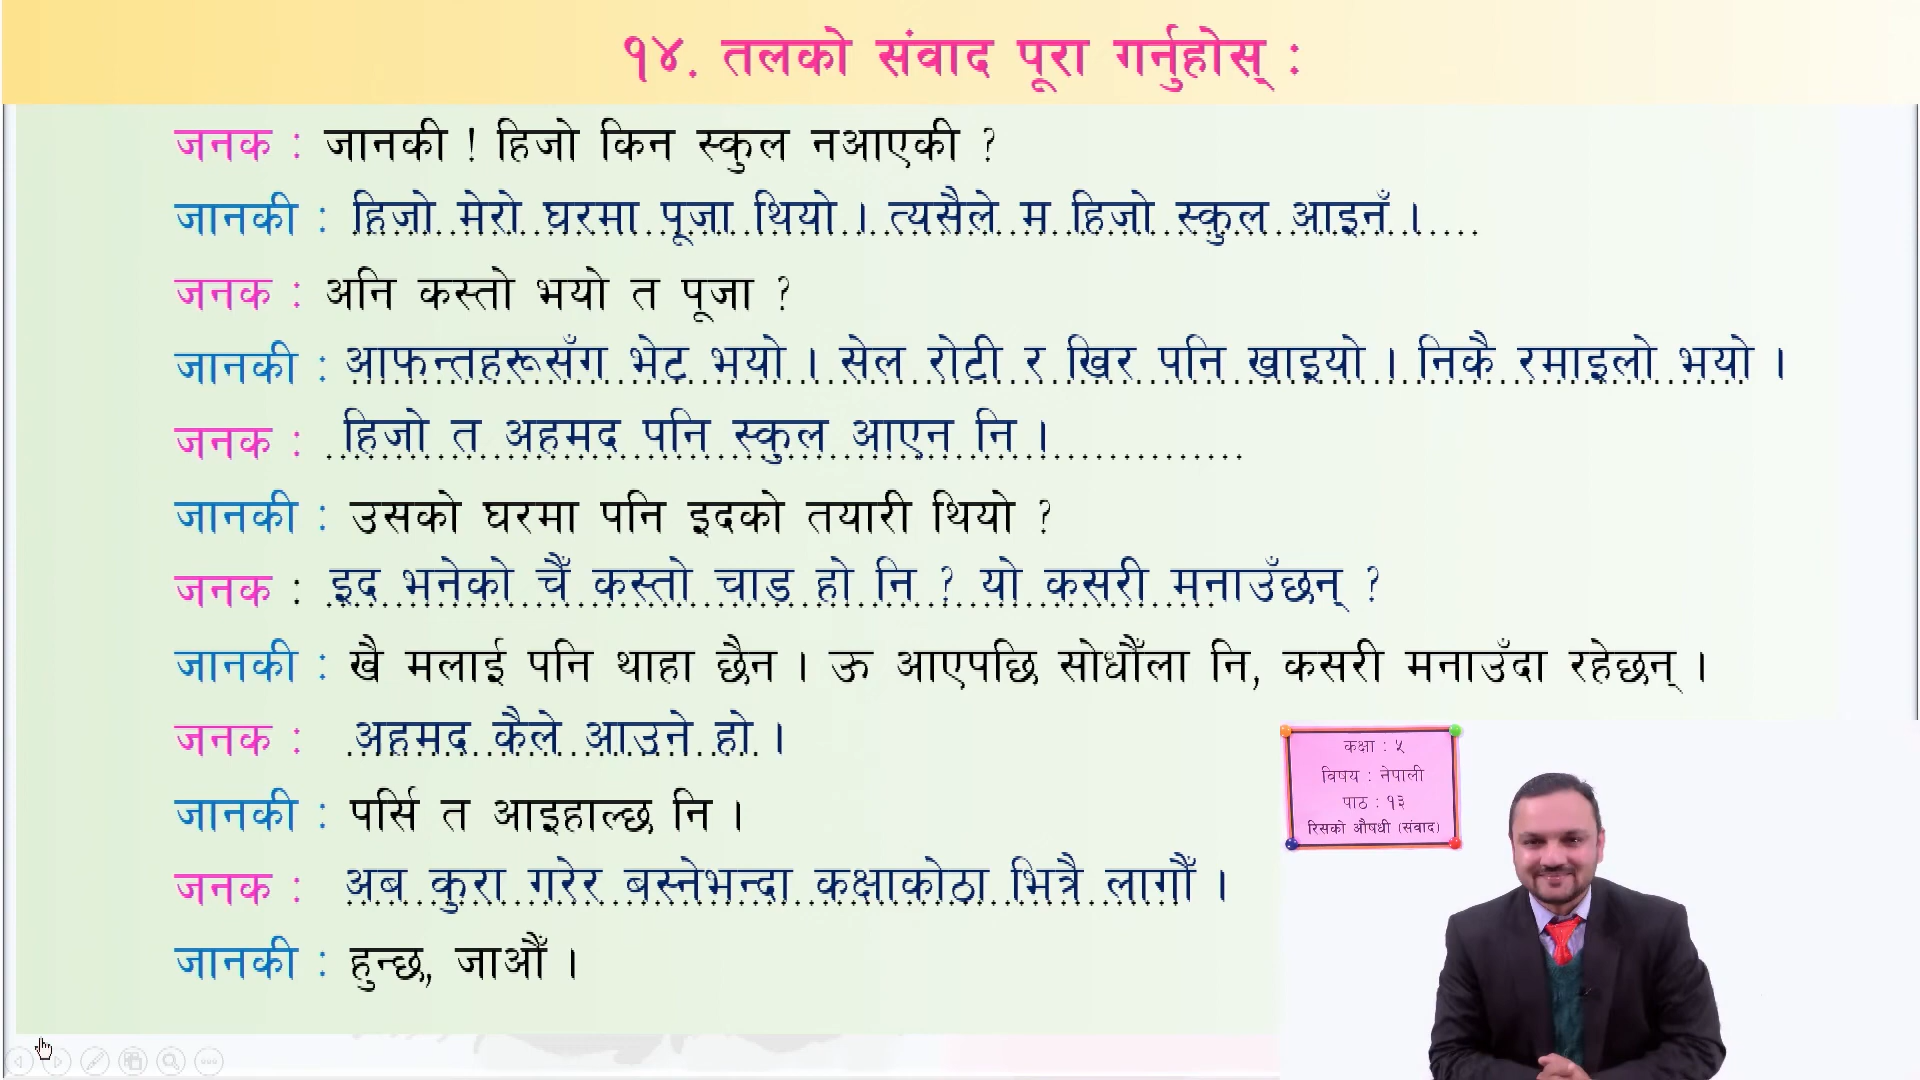 १४. तलको संवाद पूरा गर्नुहोस् :
जनक : जानकी ! हिजो किन स्कुल नआएकी ?
जानकी : हिजो मेरो घरमा पूजा थियो । त्यसैले म हिजो स्कुल आइनँ ।
जनक : अनि कस्तो भयो त पूजा ?
जानकी : आफन्तहरूसँग भेट भयो । सेल रोटी र खिर पनि खाइयो । निकै रमाइलो भयो ।
जनक : हिजो त अहमद पनि स्कुल आएन नि ।
जानकी : उसको घरमा पनि इदको तयारी थियो ?
जनक : इद भनेको चैँ कस्तो चाड हो नि ? यो कसरी मनाउँछन् ?
जानकी : खै मलाई पनि थाहा छैन । ऊ आएपछि सोधौँला नि, कसरी मनाउँदा रहेछन् ।
जनक : अहमद कैले आउने हो ।
जानकी : पर्सि त आइहाल्छ नि ।
जनक : अब कुरा गरेर बस्नेभन्दा कक्षाकोठा भित्रै लागौँ ।
जानकी : हुन्छ, जाऔँ ।
कक्षा : ५
विषय : नेपाली
पाठ : १३
रिसको औषधी (संवाद)